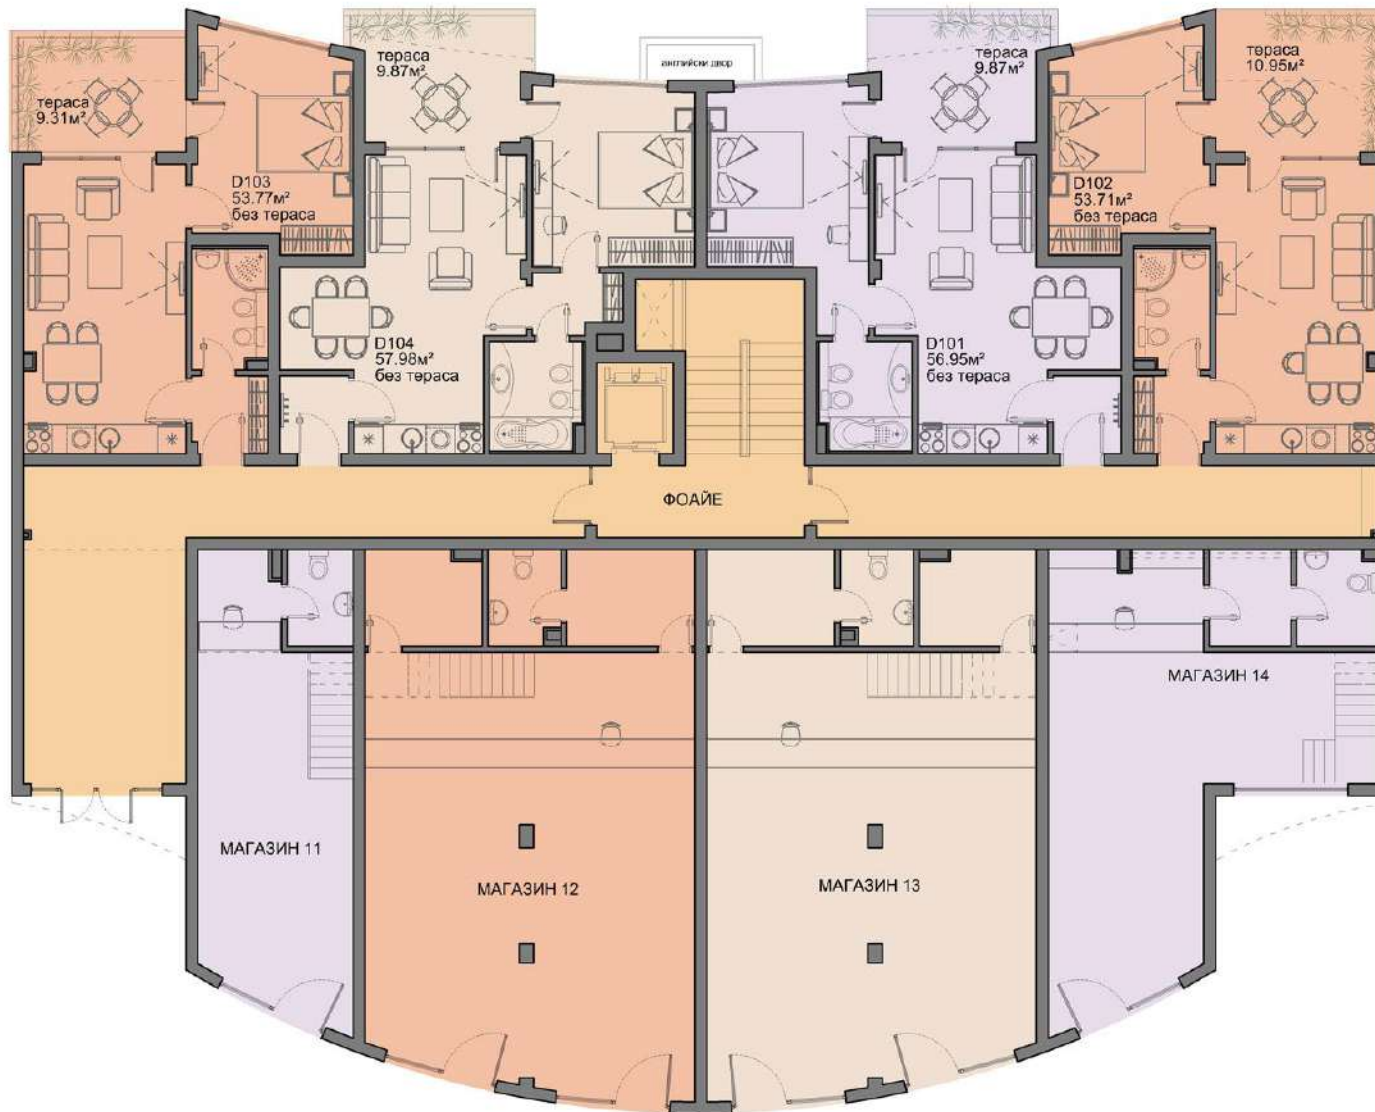 тераса
9.31м²
тераса
9.87м²
английски двор
тераса
9.87м²
тераса
10.95м²
D103
53.77м²
без тераса
D102
53.71м²
без тераса
D104
57.98м²
без тераса
D101
56.95м²
без тераса
ФОАЙЕ
МАГАЗИН 11
МАГАЗИН 12
МАГАЗИН 13
МАГАЗИН 14